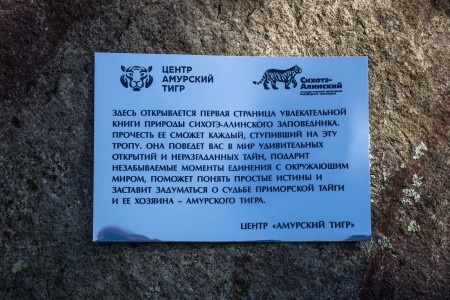 ЦЕНТР
АМУРСКИЙ
ТИГР
СИХОТЭ-
АЛИНСКИЙ
ЗДЕСЬ ОТКРЫВАЕТСЯ ПЕРВАЯ СТРАНИЦА УВЛЕКАТЕЛЬНОЙ
КНИГИ ПРИРОДЫ СИХОТЭ-АЛИНСКОГО ЗАПОВЕДНИКА.
ПРОЧЕСТЬ ЕЕ СМОЖЕТ КАЖДЫЙ, СТУПИВШИЙ НА ЭТУ
ТРОПУ. ОНА ПОВЕДЕТ ВАС В МИР УДИВИТЕЛЬНЫХ
ОТКРЫТИЙ И НЕРАЗГАДАННЫХ ТАЙН, ПОДАРИТ
НЕЗАБЫВАЕМЫЕ МОМЕНТЫ ЕДИНЕНИЯ С ОКРУЖАЮЩИМ
МИРОМ, ПОМОЖЕТ ПОНЯТЬ ПРОСТЫЕ ИСТИНЫ И
ЗАСТАВИТ ЗАДУМАТЬСЯ О СУДЬБЕ ПРИМОРСКОЙ ТАЙГИ
И ЕЕ ХОЗЯИНА – АМУРСКОГО ТИГРА.
ЦЕНТР «АМУРСКИЙ ТИГР»